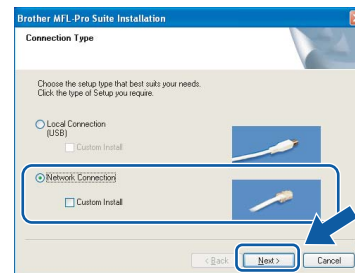 Brother MFL-Pro Suite Installation
Connection Type
Choose the setup type that best suits your needs.
Click the type of Setup you require.
Local Connection
(USB)
Custom Install
Network Connection
Custom Install
< Back
Next >
Cancel